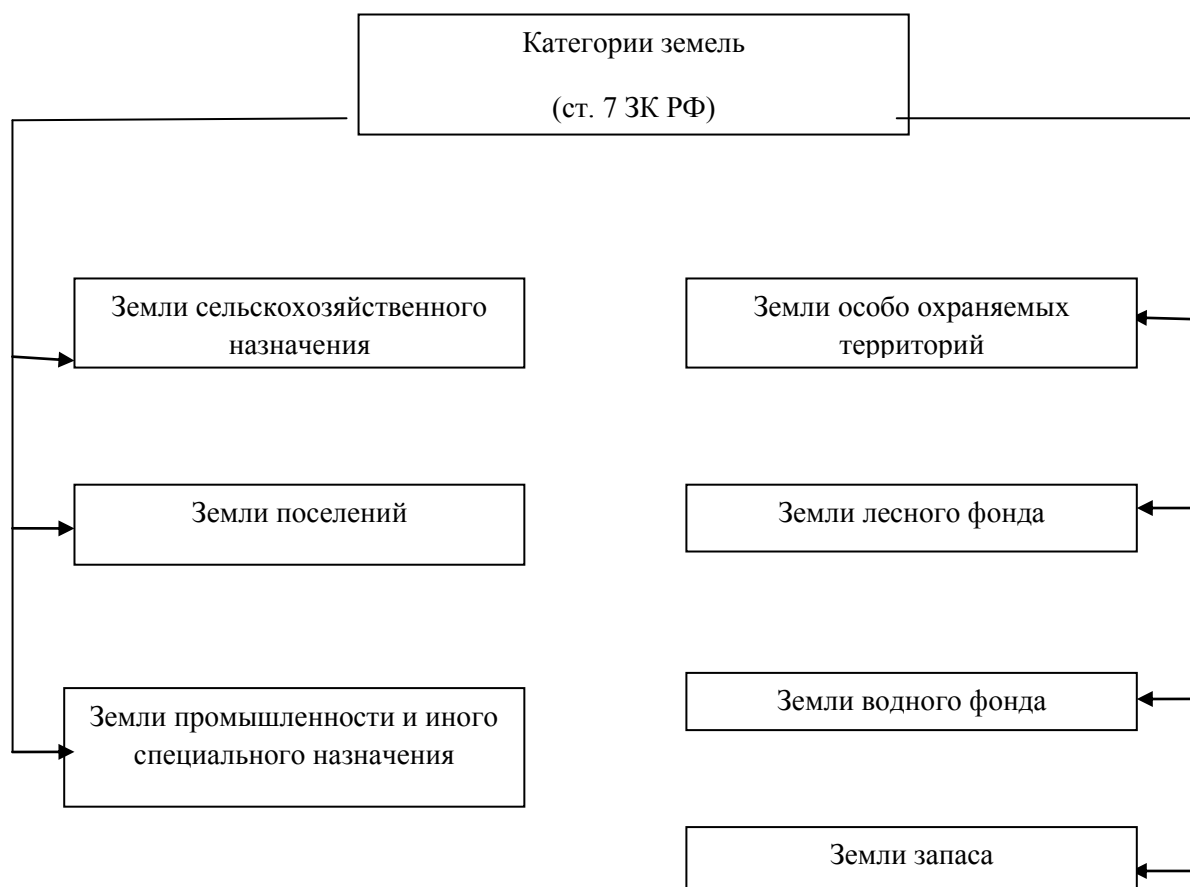 Категории земель
(ст. 7 ЗК РФ)
Земли сельскохозяйственного
назначения
Земли поселений
Земли промышленности и иного
специального назначения
Земли особо охраняемых
территорий
Земли лесного фонда
Земли водного фонда
Земли запаса